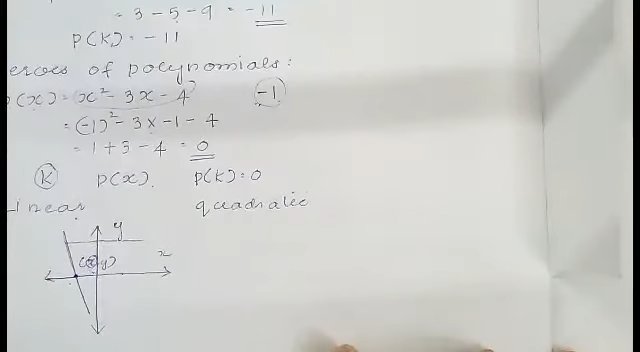 = 3 - 5 - 9 = -11
P(K) = -11
eroes of polynomials:
(x) = x² - 3x - 4 (-1)
= (-1)² - 3 x -1 - 4
= 1 + 3 - 4 = 0
K P(x). P(K) = 0
Linear quadratic
y
x